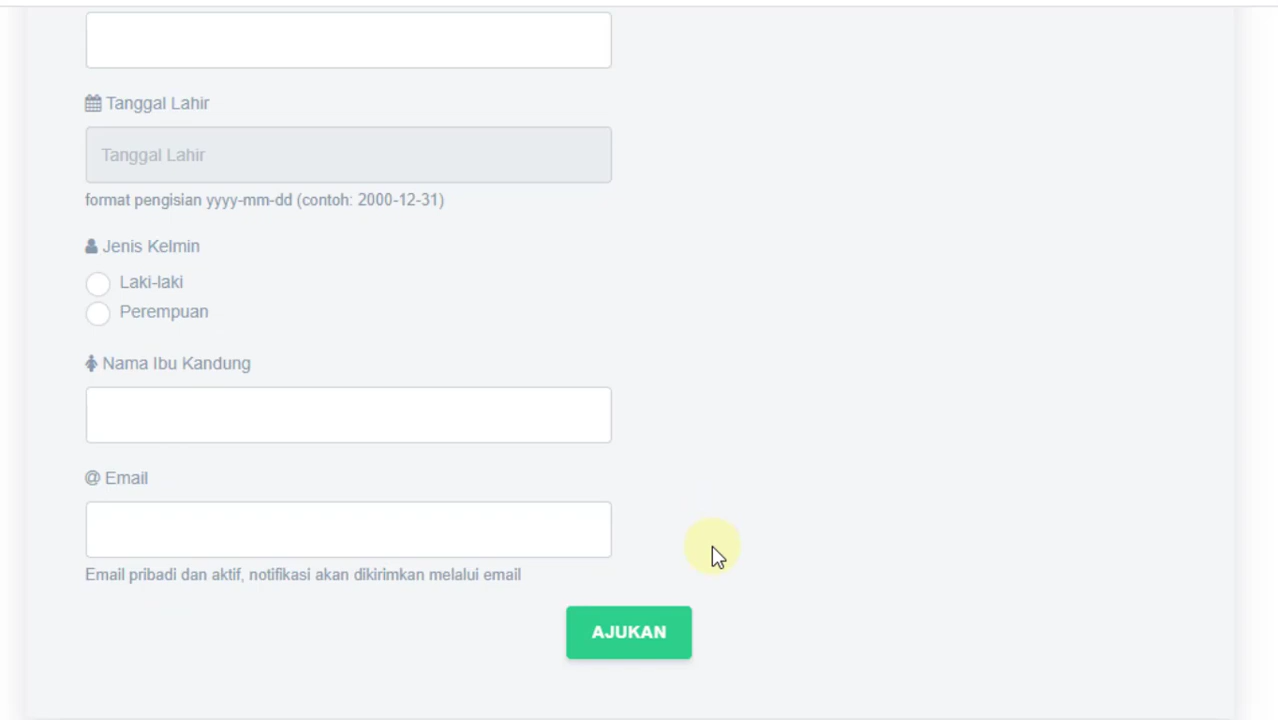 Tanggal Lahir
Tanggal Lahir
format pengisian yyyy-mm-dd (contoh: 2000-12-31)
Jenis Kelmin
Laki-laki
Perempuan
Nama Ibu Kandung
@ Email
Email pribadi dan aktif, notifikasi akan dikirimkan melalui email
AJUKAN